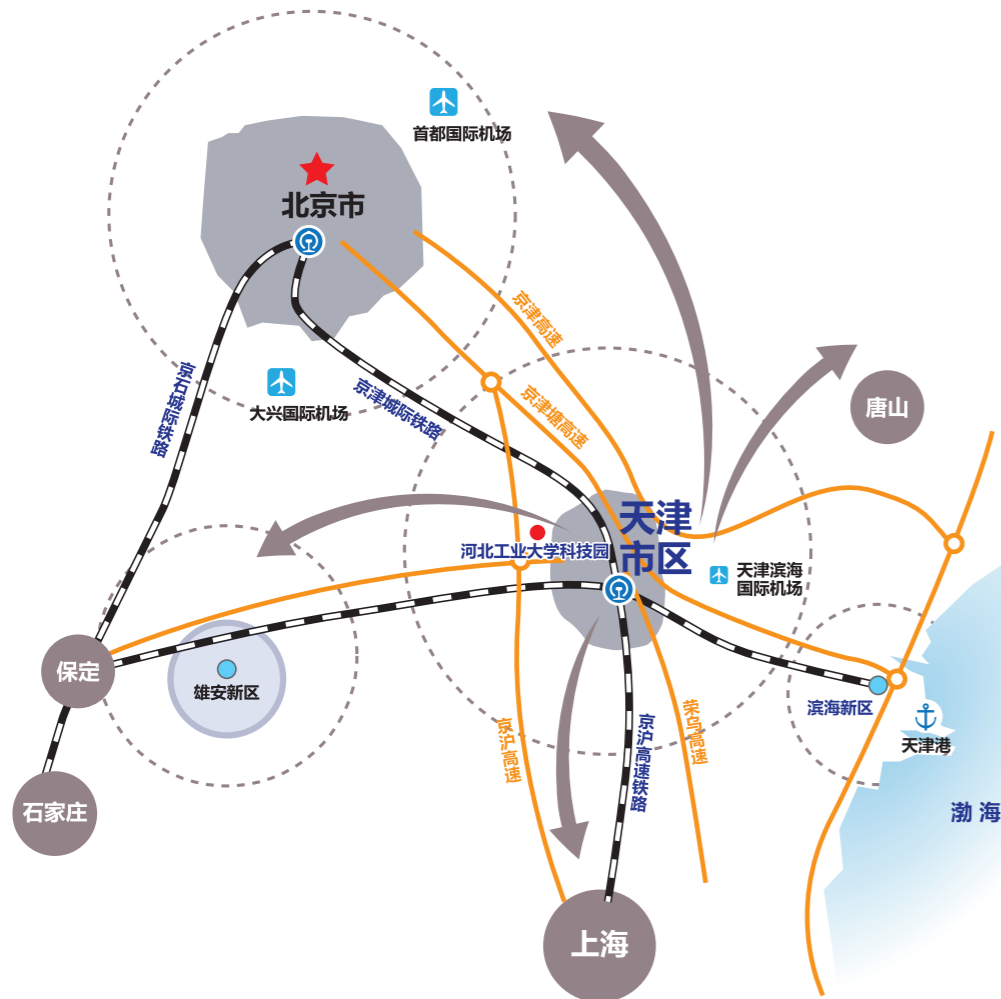 首都国际机场
北京市
京津高速
大兴国际机场
京石城际铁路
京津城际铁路
京津塘高速
唐山
天津
市区
河北工业大学科技园
天津滨海
国际机场
保定
雄安新区
滨海新区
京沪高速
京沪高速铁路
荣乌高速
天津港
石家庄
渤海
上海